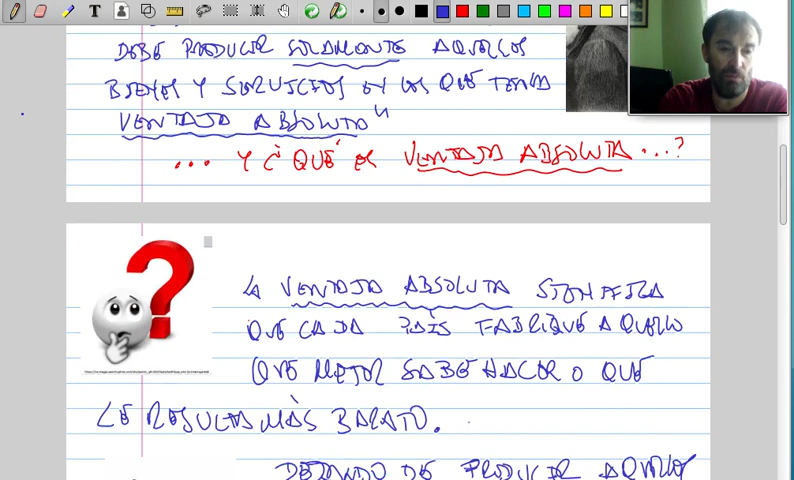 DEBE PRODUCIR SOLAMENTE AQUELLOS
BIENES Y SERVICIOS EN LOS QUE TENGA
VENTAJA ABSOLUTA"
... Y ¿QUÉ ES VENTAJA ABSOLUTA...?
LA VENTAJA ABSOLUTA SIGNIFICA
QUE CADA PAÍS FABRIQUE AQUELLO
QUE MEJOR SABE HACER O QUE
LE RESULTA MÁS BARATO.
DEJANDO DE PRODUCIR AQUELLOS